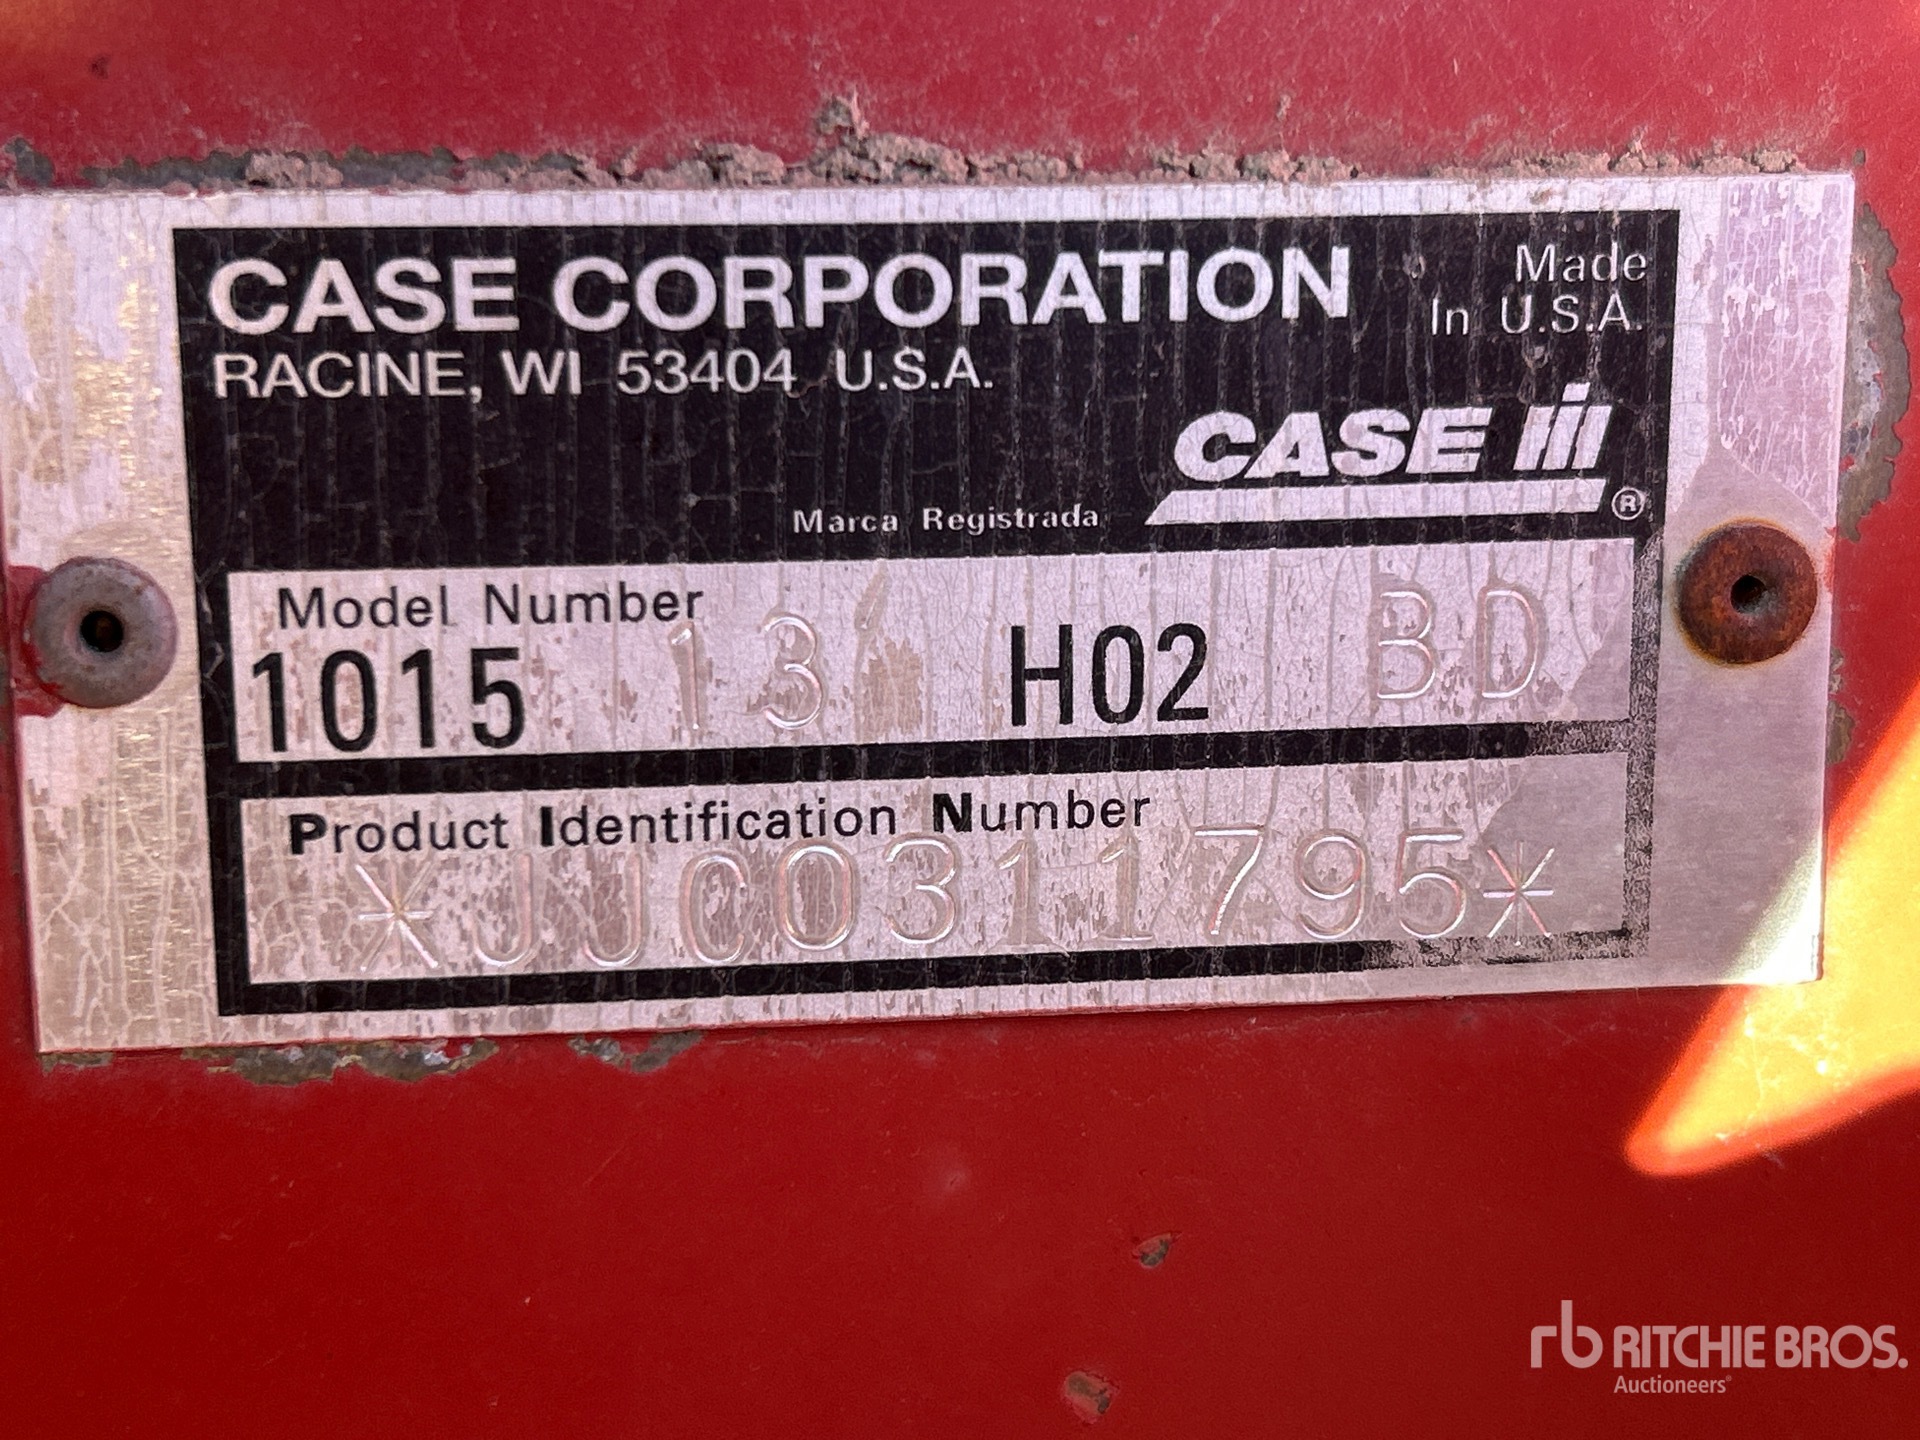 CASE CORPORATION
Made
In U.S.A.
RACINE, WI 53404 U.S.A.
CASE IH
Marca Registrada ®
Model Number
1015 13' H02 BD
Product Identification Number
*JJC0311795*
rb RITCHIE BROS.
Auctioneers®